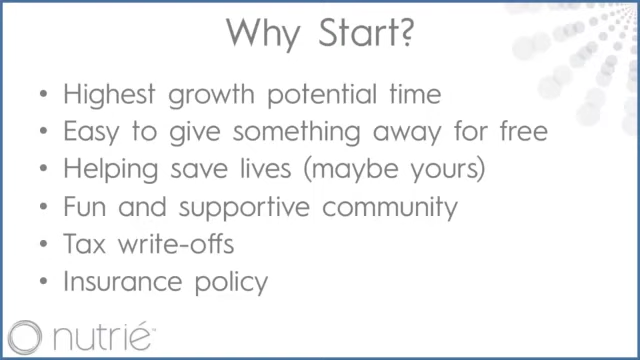 Why Start?
• Highest growth potential time
• Easy to give something away for free
• Helping save lives (maybe yours)
• Fun and supportive community
• Tax write-offs
• Insurance policy
nutrié™